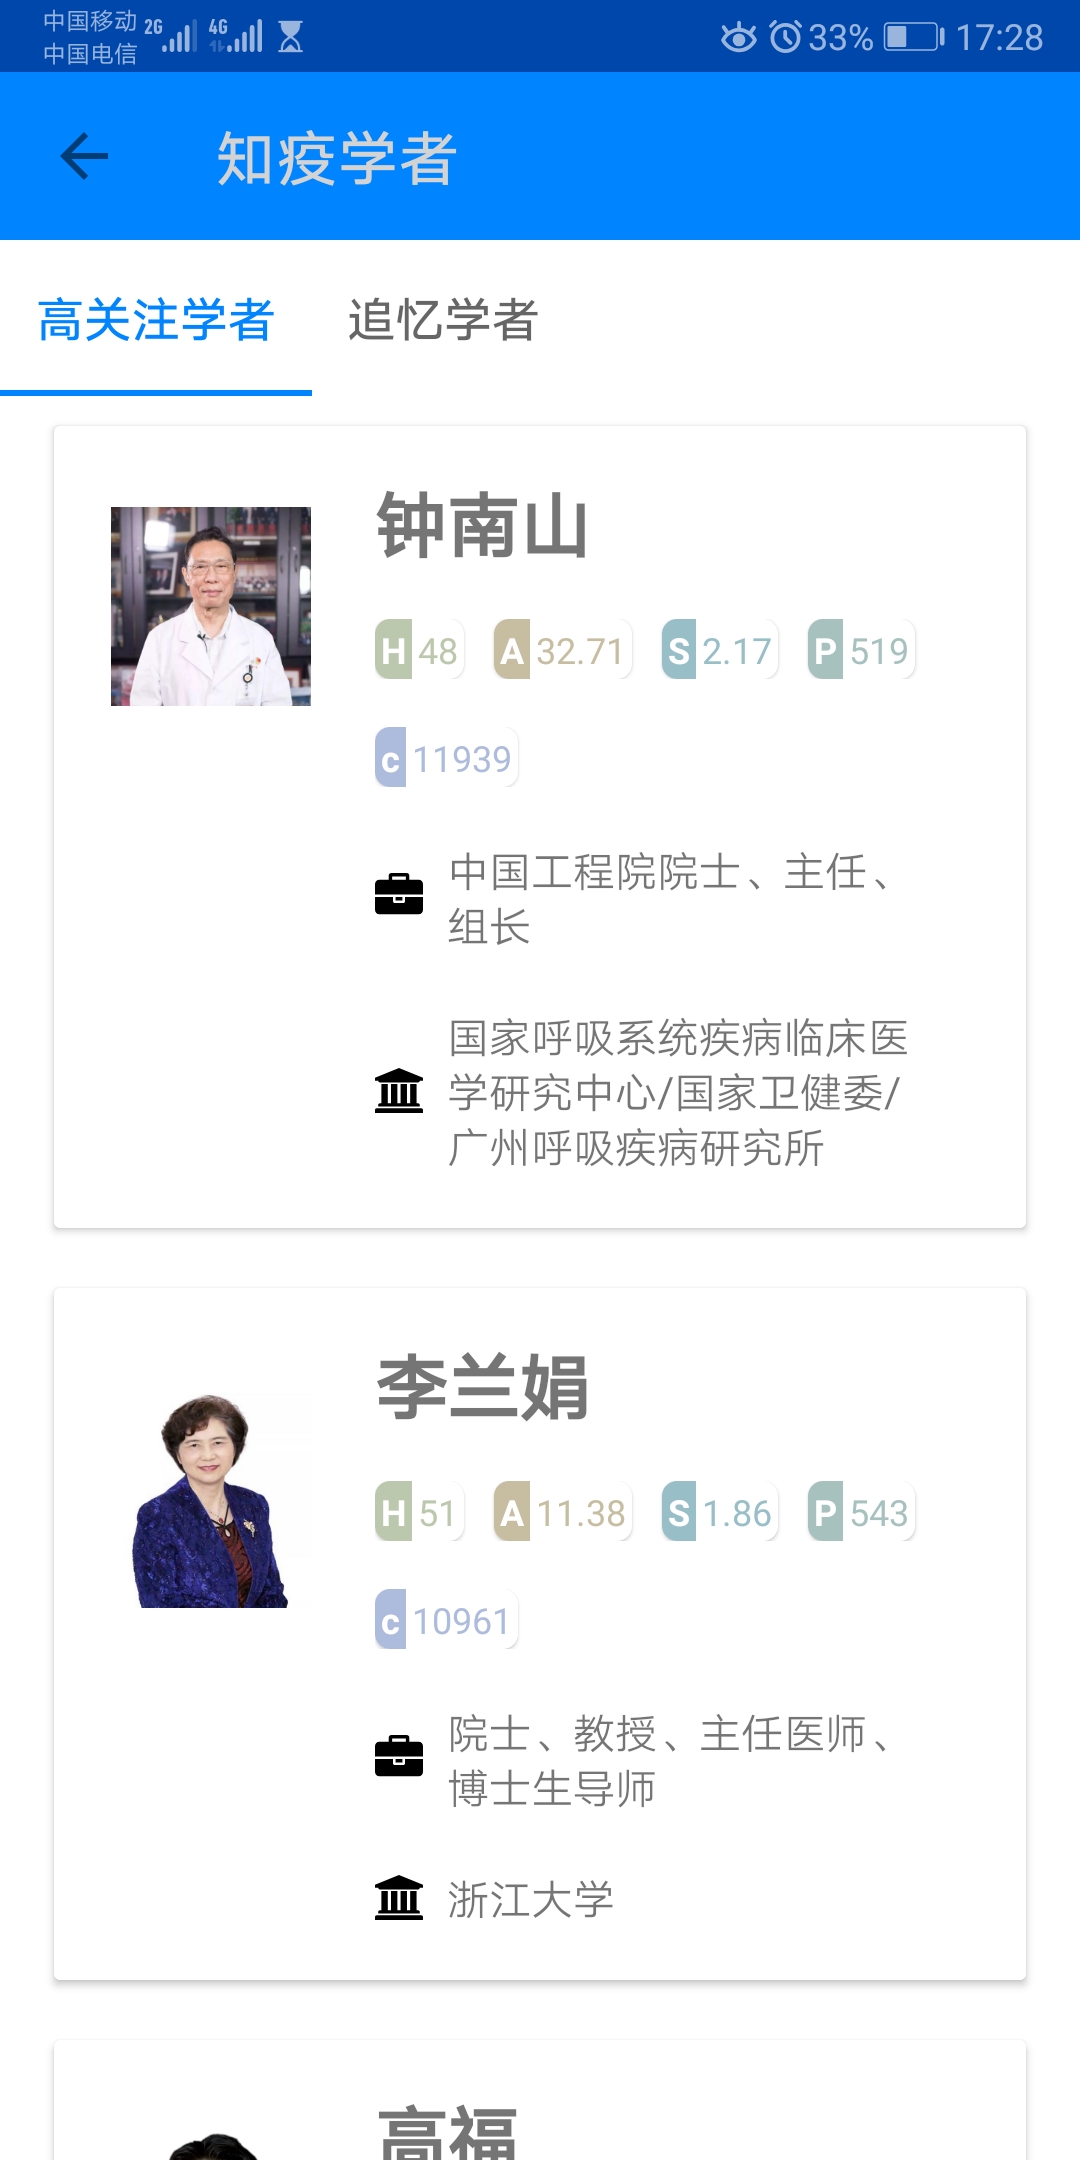 中国移动 2G 4G 33% 17:28
中国电信
知疫学者
高关注学者 追忆学者
钟南山
H 48 A 32.71 S 2.17 P 519
c 11939
中国工程院院士、主任、
组长
国家呼吸系统疾病临床医
学研究中心/国家卫健委/
广州呼吸疾病研究所
李兰娟
H 51 A 11.38 S 1.86 P 543
c 10961
院士、教授、主任医师、
博士生导师
浙江大学
高福